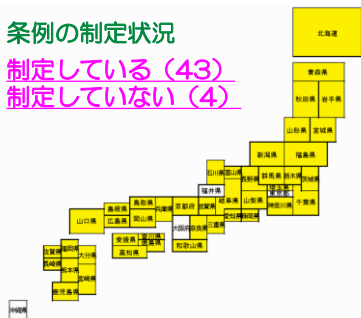 条例の制定状況
制定している（43）
制定していない（4）
北海道
青森県
秋田県 岩手県
山形県 宮城県
新潟県 福島県
石川県 富山県 長野県 群馬県 栃木県 茨城県
福井県 埼玉県
東京都
鳥取県 兵庫県 京都府 滋賀県 岐阜県 山梨県 神奈川県 千葉県
島根県
山口県 広島県 岡山県 大阪府 奈良県 三重県 愛知県 静岡県
愛媛県 香川県 和歌山県
徳島県
高知県
佐賀県 福岡県 大分県
長崎県 熊本県 宮崎県
鹿児島県
沖縄県